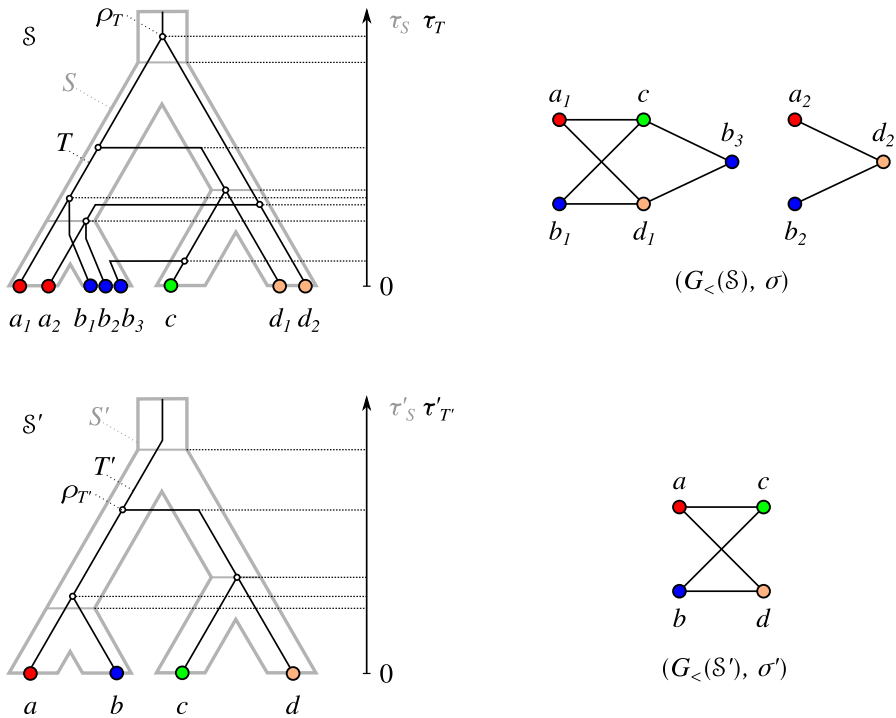 𝒮
ρ_T
τ_S τ_T
S
T
0
a_1 a_2 b_1 b_2 b_3 c d_1 d_2
a_1 c b_3 a_2 d_2
b_1 d_1 b_2
(G_<(𝒮), σ)
𝒮′
S′
τ′_S τ′_T′
T′
ρ_T′
0
a b c d
a c
b d
(G_<(𝒮′), σ′)